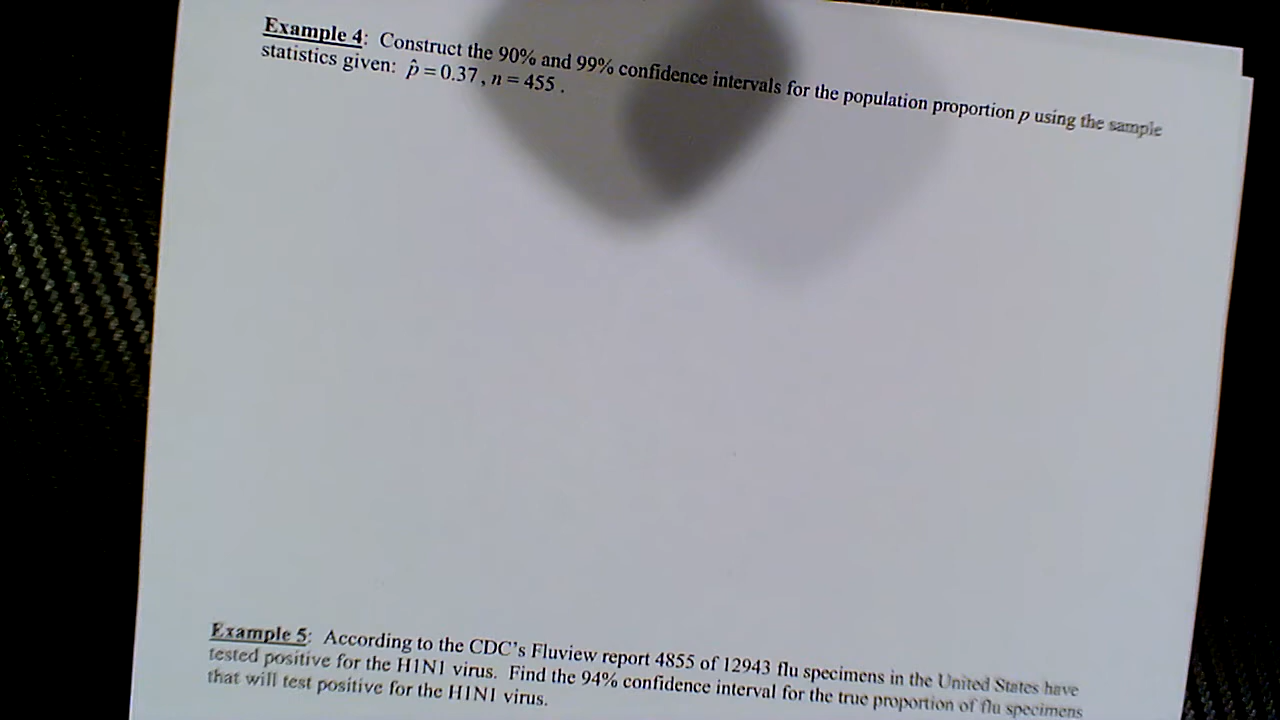 Example 4: Construct the 90% and 99% confidence intervals for the population proportion p using the sample
statistics given: p̂ = 0.37, n = 455.
Example 5: According to the CDC's Fluview report 4855 of 12943 flu specimens in the United States have
tested positive for the H1N1 virus. Find the 94% confidence interval for the true proportion of flu specimens
that will test positive for the H1N1 virus.